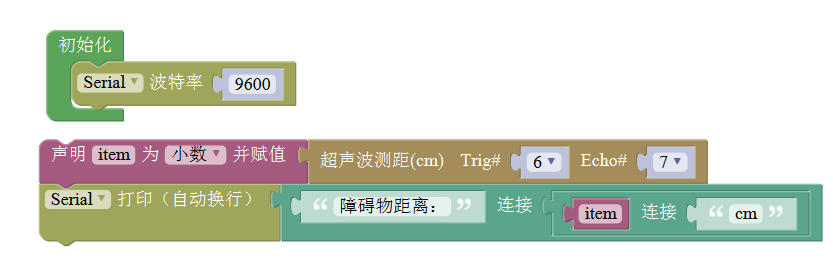 初始化
Serial 波特率 9600
声明 item 为 小数 并赋值 超声波测距(cm) Trig# 6 Echo# 7
Serial 打印（自动换行） “ 障碍物距离： ” 连接 item 连接 “ cm ”